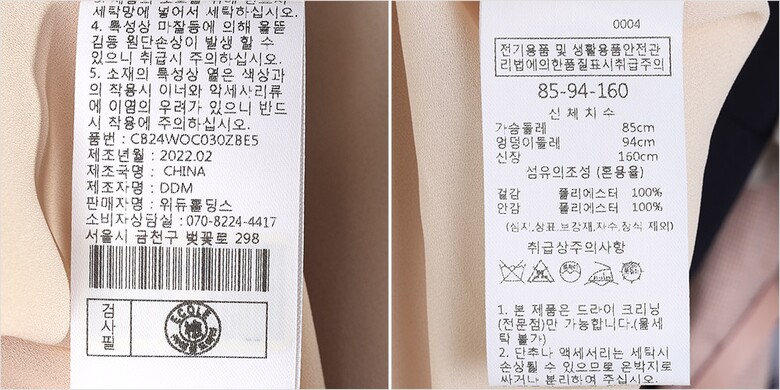 세탁망에 넣어서 세탁하십시오.
4. 특성상 마찰등에 의해 올뜯
김등 원단손상이 발생 할 수
있으니 취급시 주의하십시오.
5. 소재의 특성상 옅은 색상과
의 착용시 이너와 악세사리류
에 이염의 우려가 있으니 반드
시 착용에 주의하십시오.
품번 : CB24WOC030ZBE5
제조년월 : 2022.02
제조국명 : CHINA
제조자명 : DDM
판매자명 : 위듀홀딩스
소비자상담실 : 070-8224-4417
서울시 금천구 벚꽃로 298
검사필
ECOLE
0004
전기용품 및 생활용품안전관
리법에의한품질표시취급주의
85-94-160
신체치수
가슴둘레 85cm
엉덩이둘레 94cm
신장 160cm
섬유의조성 (혼용율)
겉감 폴리에스터 100%
안감 폴리에스터 100%
(심지,상표,보강재,자수,장식 제외)
취급상주의사항
1. 본 제품은 드라이 크리닝
(전문점)만 가능합니다.(물세
탁 불가)
2. 단추나 액세서리는 세탁시
손상될 수 있으므로 은박지로
싸거나 분리하여 주십시오.